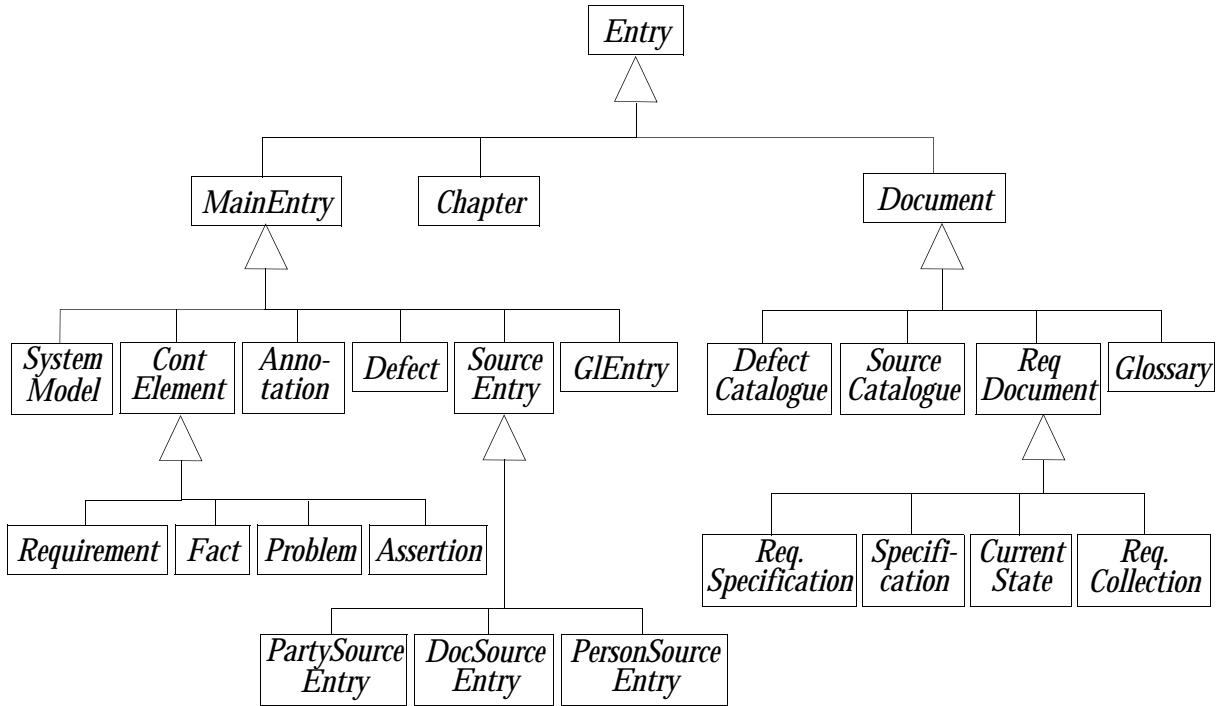 Entry
MainEntry
Chapter
Document
System
Model
Cont
Element
Anno-
tation
Defect
Source
Entry
GlEntry
Defect
Catalogue
Source
Catalogue
Req
Document
Glossary
Requirement
Fact
Problem
Assertion
Req.
Specification
Specifi-
cation
Current
State
Req.
Collection
PartySource
Entry
DocSource
Entry
PersonSource
Entry